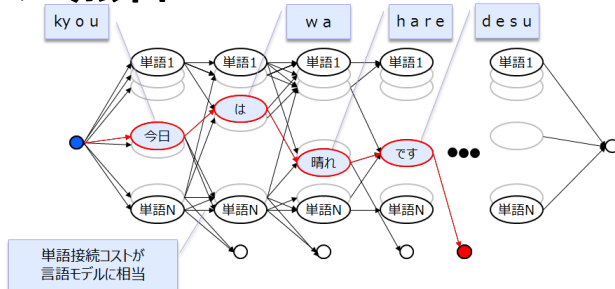 kyou
wa
hare
desu
単語1
単語1
単語1
単語1
単語1
今日
は
晴れ
です
●●●
単語N
単語N
単語N
単語N
単語N
単語接続コストが
言語モデルに相当